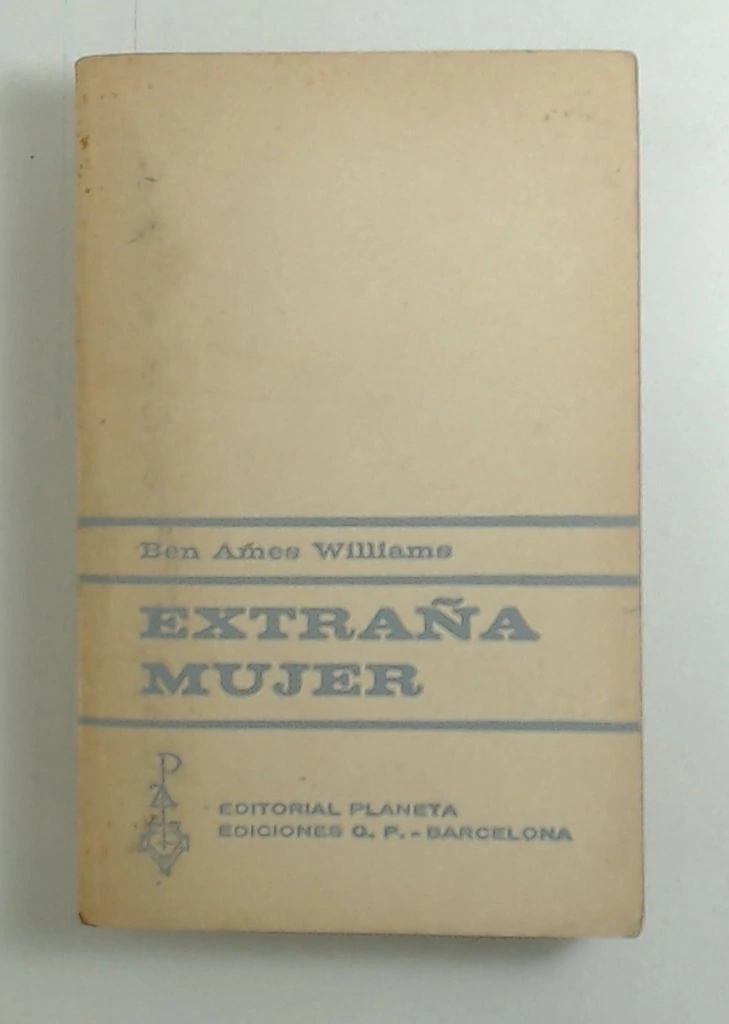 Ben Ames Williams
EXTRAÑA
MUJER
P
EDITORIAL PLANETA
EDICIONES G. P. - BARCELONA